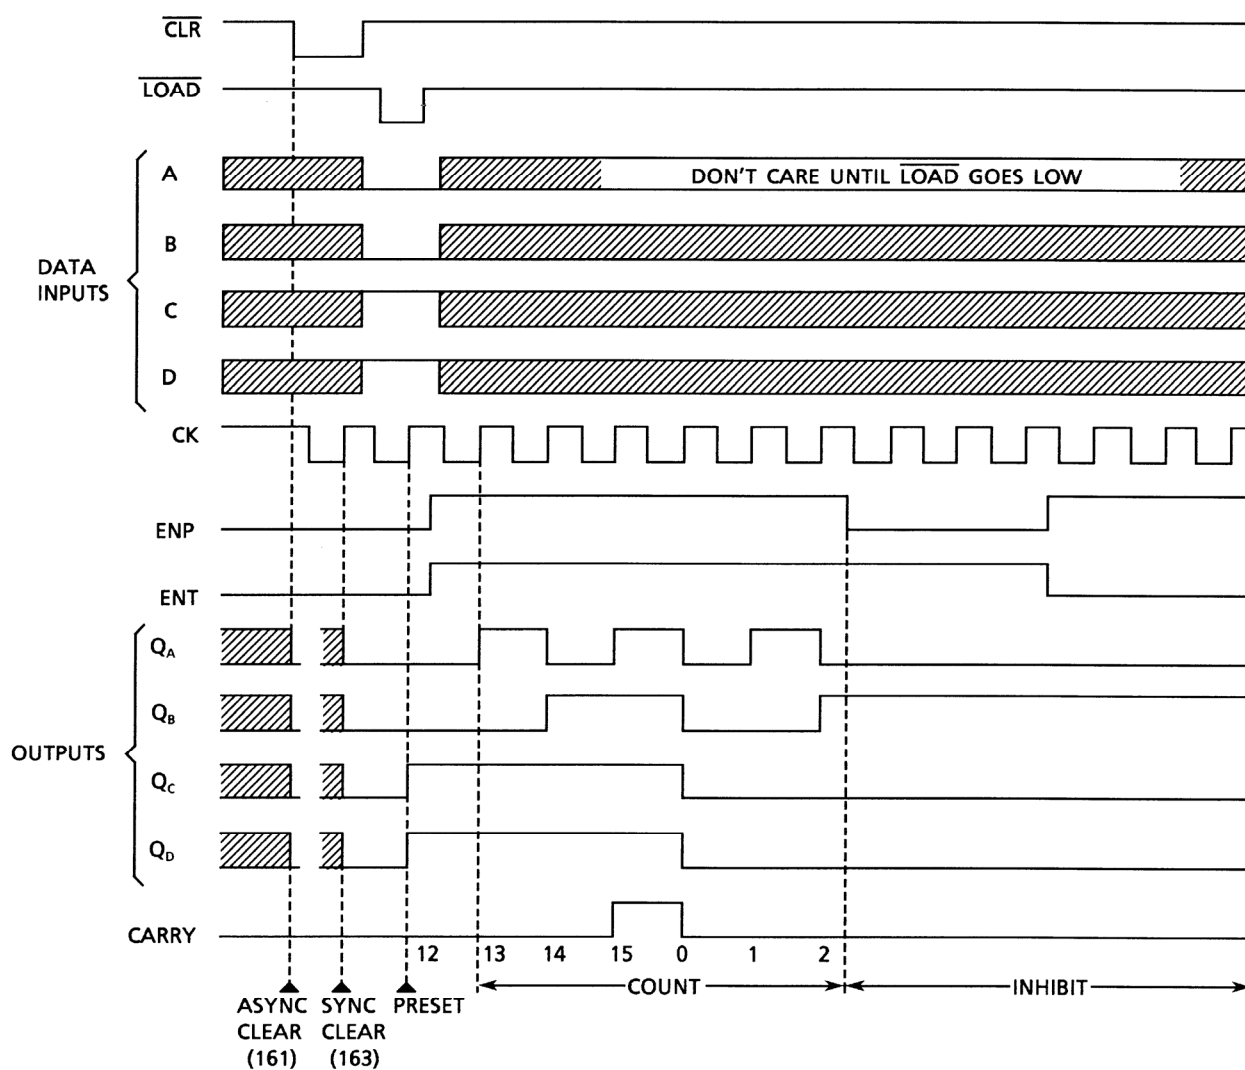 CLR
LOAD
A
DON'T CARE UNTIL LOAD GOES LOW
B
DATA
INPUTS
C
D
CK
ENP
ENT
QA
QB
OUTPUTS
QC
QD
CARRY
12 13 14 15 0 1 2
COUNT
INHIBIT
ASYNC
CLEAR
(161)
SYNC
CLEAR
(163)
PRESET